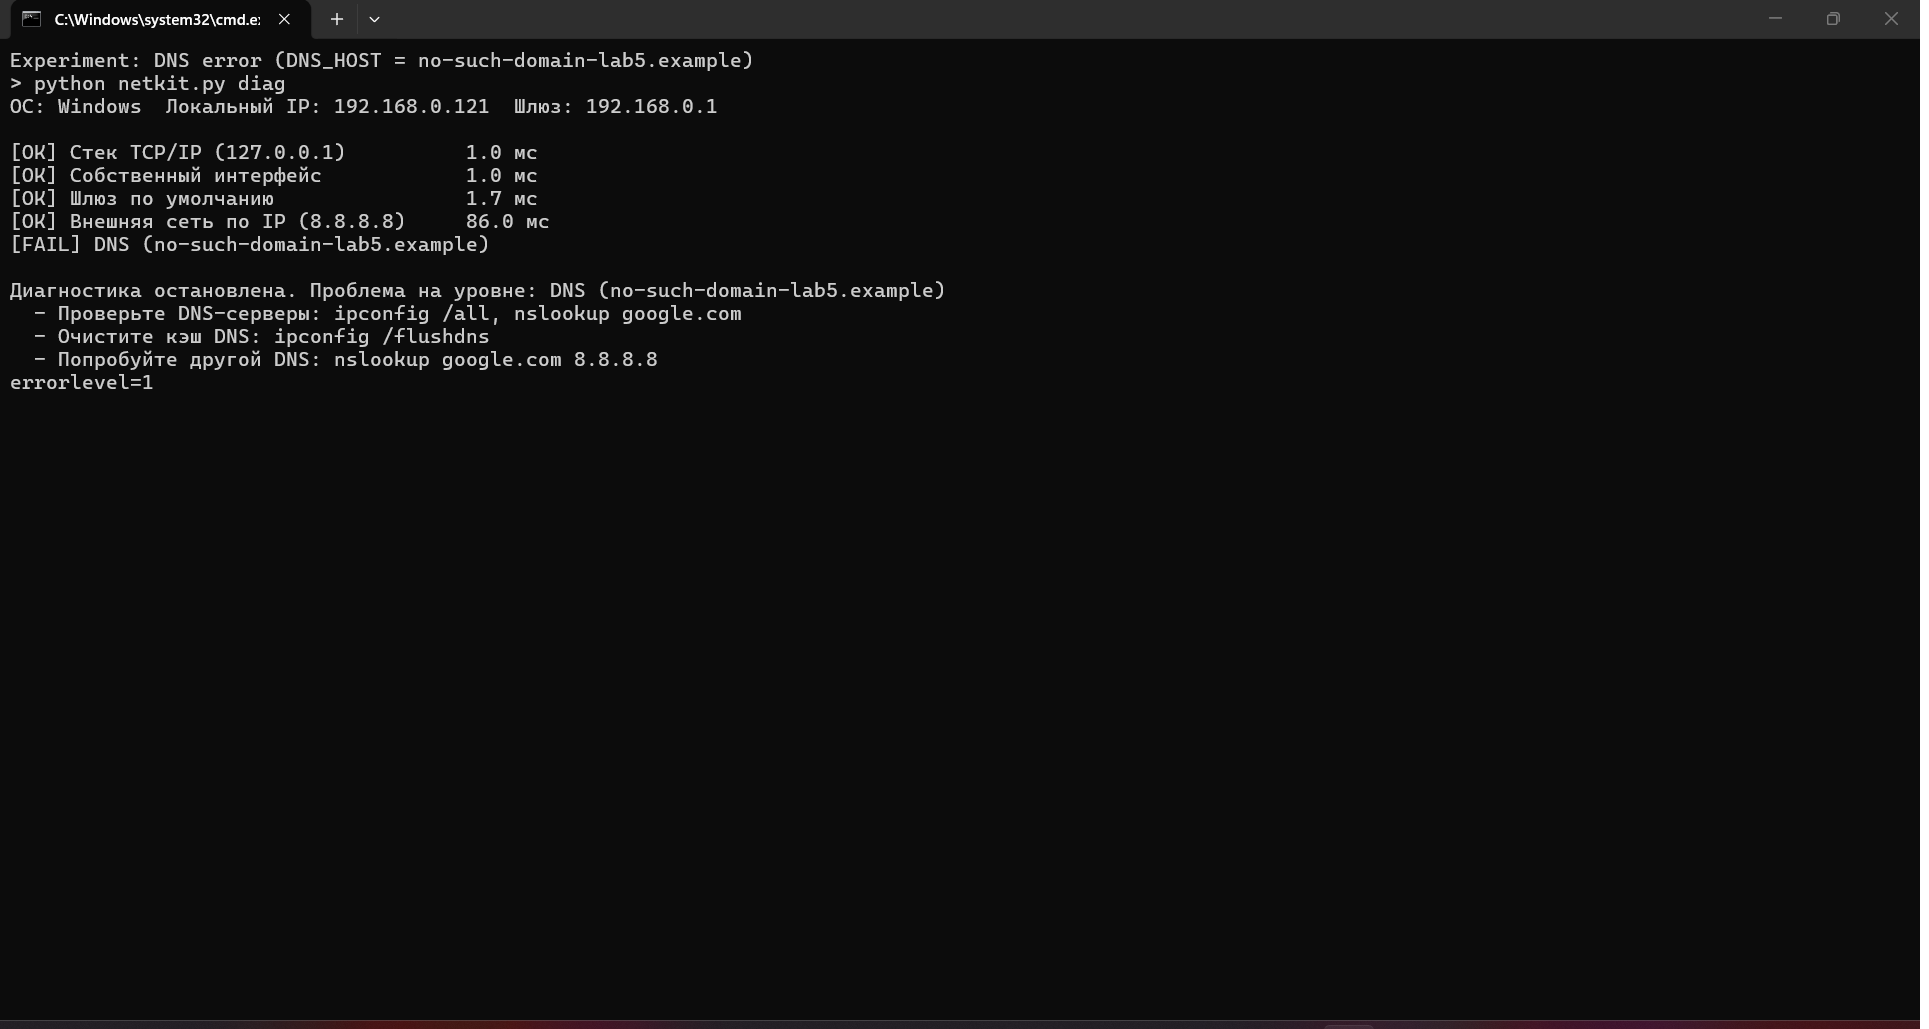 C:\Windows\system32\cmd.e
Experiment: DNS error (DNS_HOST = no-such-domain-lab5.example)
> python netkit.py diag
ОС: Windows  Локальный IP: 192.168.0.121  Шлюз: 192.168.0.1
[OK] Стек TCP/IP (127.0.0.1)          1.0 мс
[OK] Собственный интерфейс            1.0 мс
[OK] Шлюз по умолчанию                1.7 мс
[OK] Внешняя сеть по IP (8.8.8.8)     86.0 мс
[FAIL] DNS (no-such-domain-lab5.example)
Диагностика остановлена. Проблема на уровне: DNS (no-such-domain-lab5.example)
  - Проверьте DNS-серверы: ipconfig /all, nslookup google.com
  - Очистите кэш DNS: ipconfig /flushdns
  - Попробуйте другой DNS: nslookup google.com 8.8.8.8
errorlevel=1